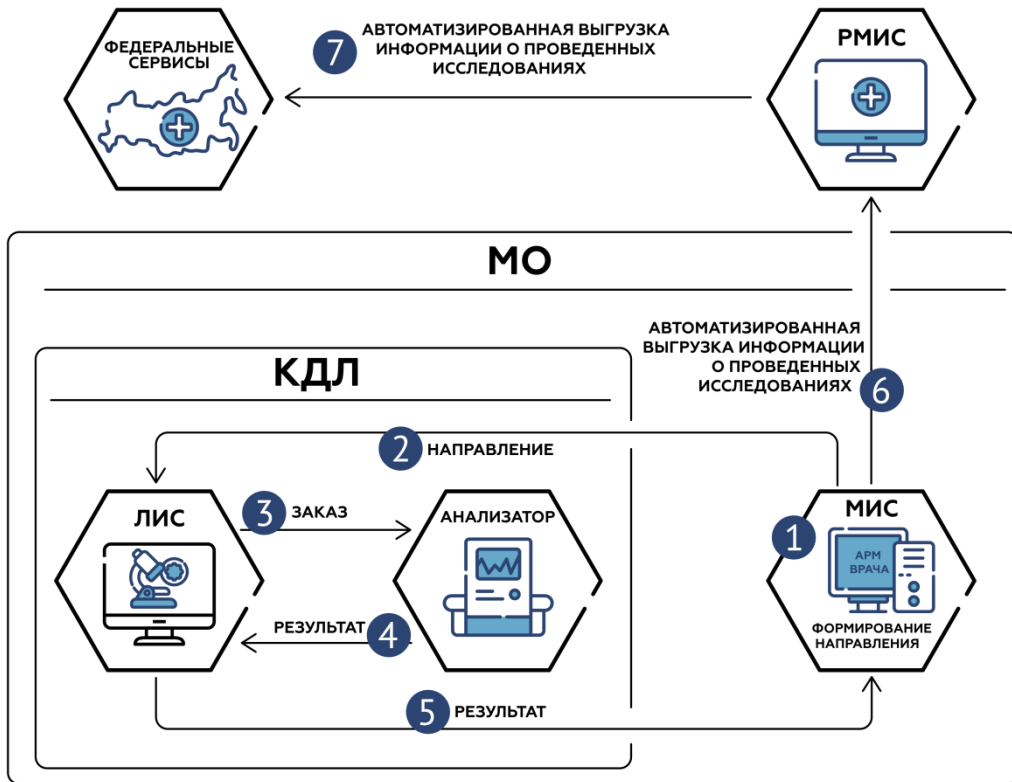 ФЕДЕРАЛЬНЫЕ
СЕРВИСЫ
7
АВТОМАТИЗИРОВАННАЯ ВЫГРУЗКА
ИНФОРМАЦИИ О ПРОВЕДЕННЫХ
ИССЛЕДОВАНИЯХ
РМИС
МО
АВТОМАТИЗИРОВАННАЯ
ВЫГРУЗКА ИНФОРМАЦИИ
О ПРОВЕДЕННЫХ
ИССЛЕДОВАНИЯХ
6
КДЛ
2 НАПРАВЛЕНИЕ
ЛИС
3 ЗАКАЗ
АНАЛИЗАТОР
РЕЗУЛЬТАТ 4
1
МИС
АРМ
ВРАЧА
ФОРМИРОВАНИЕ
НАПРАВЛЕНИЯ
5 РЕЗУЛЬТАТ